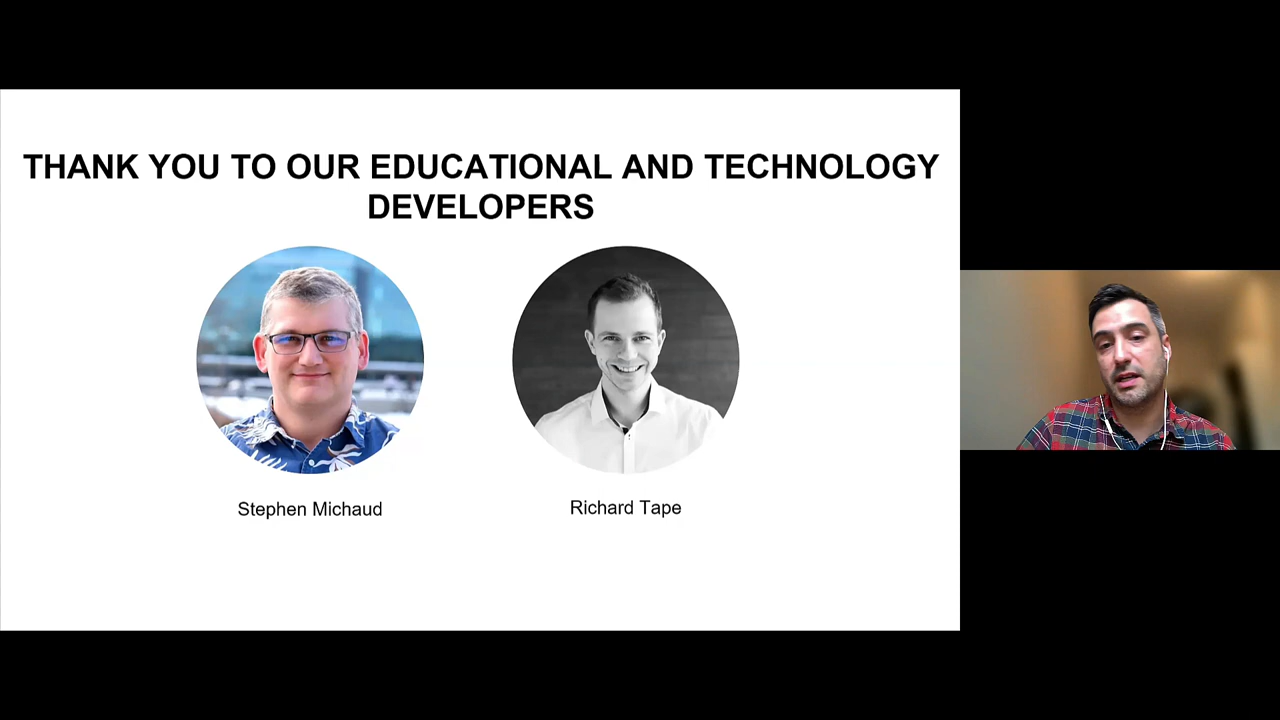 THANK YOU TO OUR EDUCATIONAL AND TECHNOLOGY
DEVELOPERS
Stephen Michaud
Richard Tape